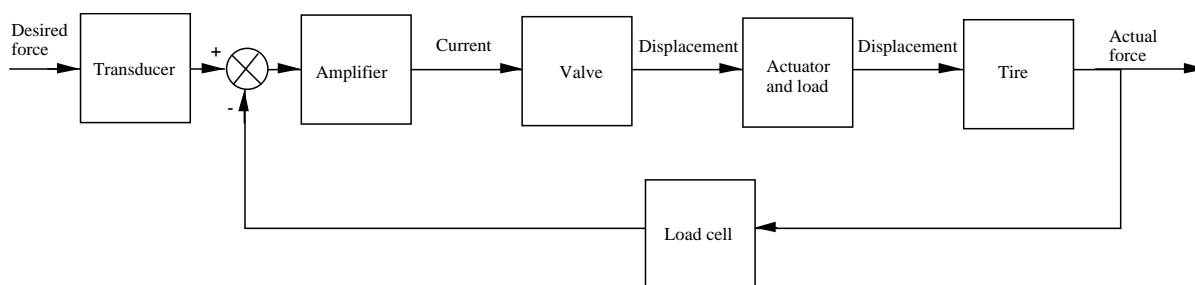 Desired
force
Transducer
+
-
Amplifier
Current
Valve
Displacement
Actuator
and load
Displacement
Tire
Actual
force
Load cell